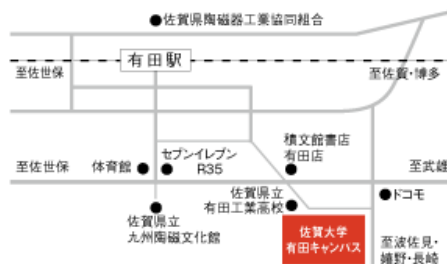 佐賀県陶磁器工業協同組合
有田駅
至佐世保
至佐賀・博多
セブンイレブン
R35
積文館書店
有田店
至佐世保
体育館
至武雄
佐賀県立
有田工業高校
ドコモ
佐賀県立
九州陶磁文化館
佐賀大学
有田キャンパス
至波佐見・
嬉野・長崎